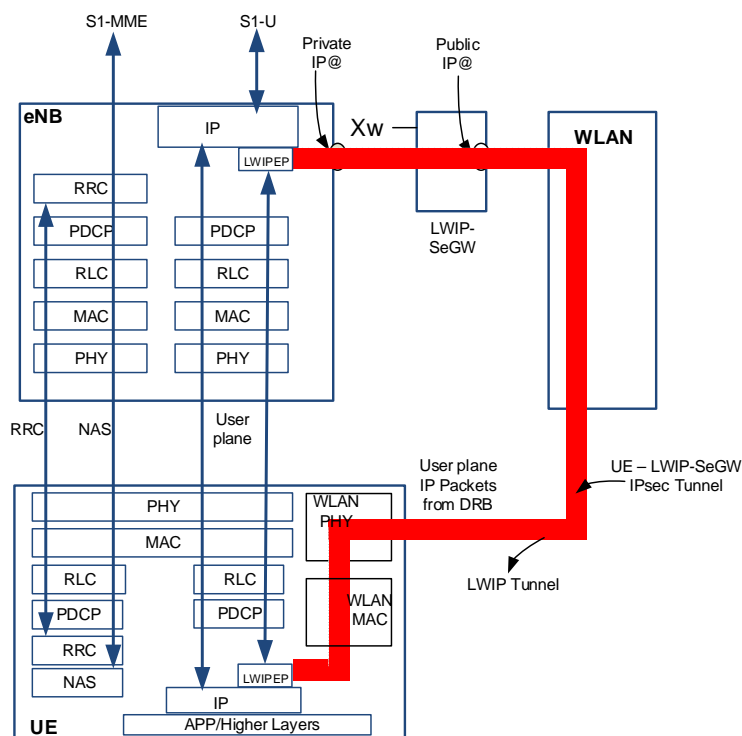 S1-MME
S1-U
Private
IP@
Public
IP@
eNB
IP
LWIPEP
Xw
WLAN
RRC
PDCP
PDCP
LWIP-
SeGW
RLC
RLC
MAC
MAC
PHY
PHY
RRC
NAS
User
plane
User plane
IP Packets
from DRB
UE – LWIP-SeGW
IPsec Tunnel
LWIP Tunnel
PHY
WLAN
PHY
MAC
RLC
RLC
WLAN
MAC
PDCP
PDCP
RRC
NAS
LWIPEP
IP
UE
APP/Higher Layers